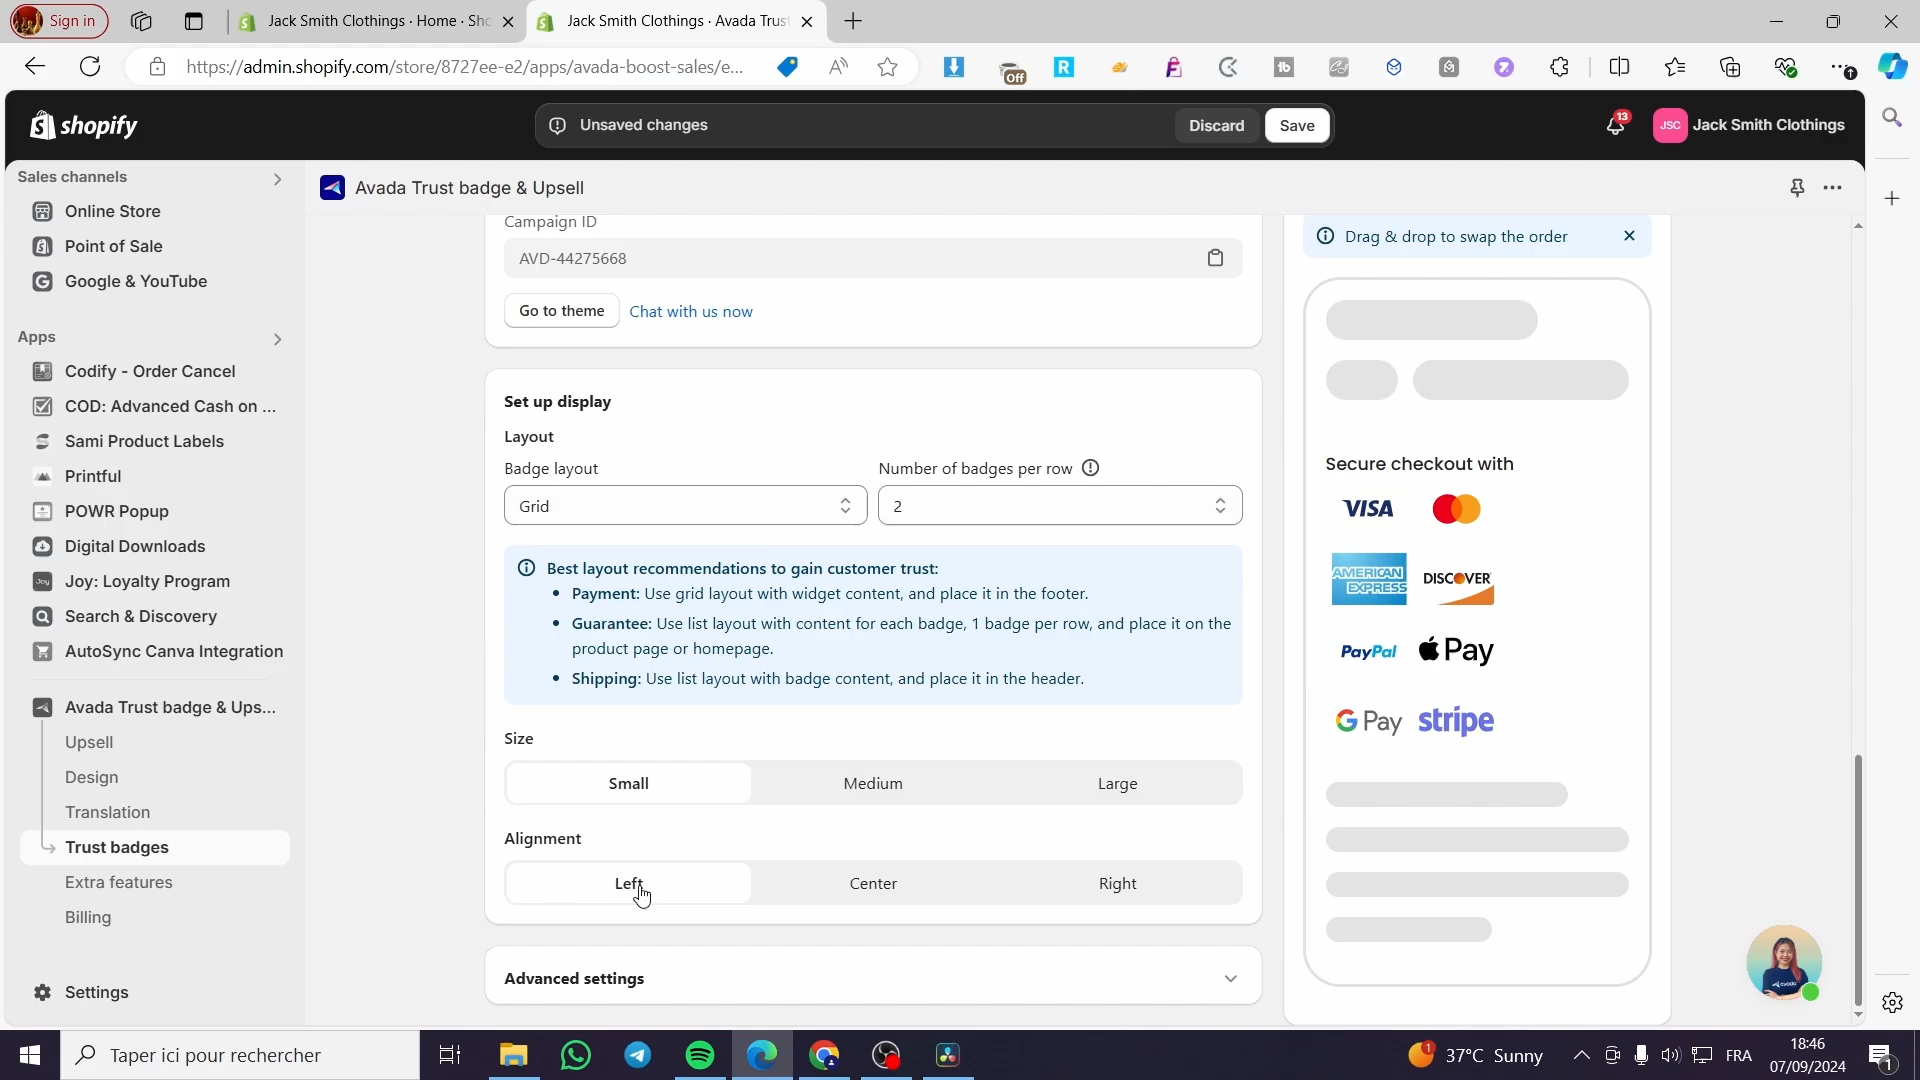 Sign in
Jack Smith Clothings · Home · Sho
Jack Smith Clothings · Avada Trust
https://admin.shopify.com/store/8727ee-e2/apps/avada-boost-sales/e...
Off
shopify
Unsaved changes
Discard
Save
13
JSC
Jack Smith Clothings
Sales channels
Online Store
Point of Sale
Google & YouTube
Apps
Codify - Order Cancel
COD: Advanced Cash on ...
Sami Product Labels
Printful
POWR Popup
Digital Downloads
Joy: Loyalty Program
Search & Discovery
AutoSync Canva Integration
Avada Trust badge & Ups...
Upsell
Design
Translation
Trust badges
Extra features
Billing
Settings
Avada Trust badge & Upsell
Campaign ID
AVD-44275668
Go to theme
Chat with us now
Set up display
Layout
Badge layout
Number of badges per row
Grid
2
Best layout recommendations to gain customer trust:
• Payment: Use grid layout with widget content, and place it in the footer.
• Guarantee: Use list layout with content for each badge, 1 badge per row, and place it on the
product page or homepage.
• Shipping: Use list layout with badge content, and place it in the header.
Size
Small
Medium
Large
Alignment
Left
Center
Right
Advanced settings
Drag & drop to swap the order
Secure checkout with
VISA
AMERICAN EXPRESS
DISCOVER
PayPal
Pay
G Pay
stripe
Taper ici pour rechercher
1
37°C Sunny
FRA
18:46
07/09/2024
1